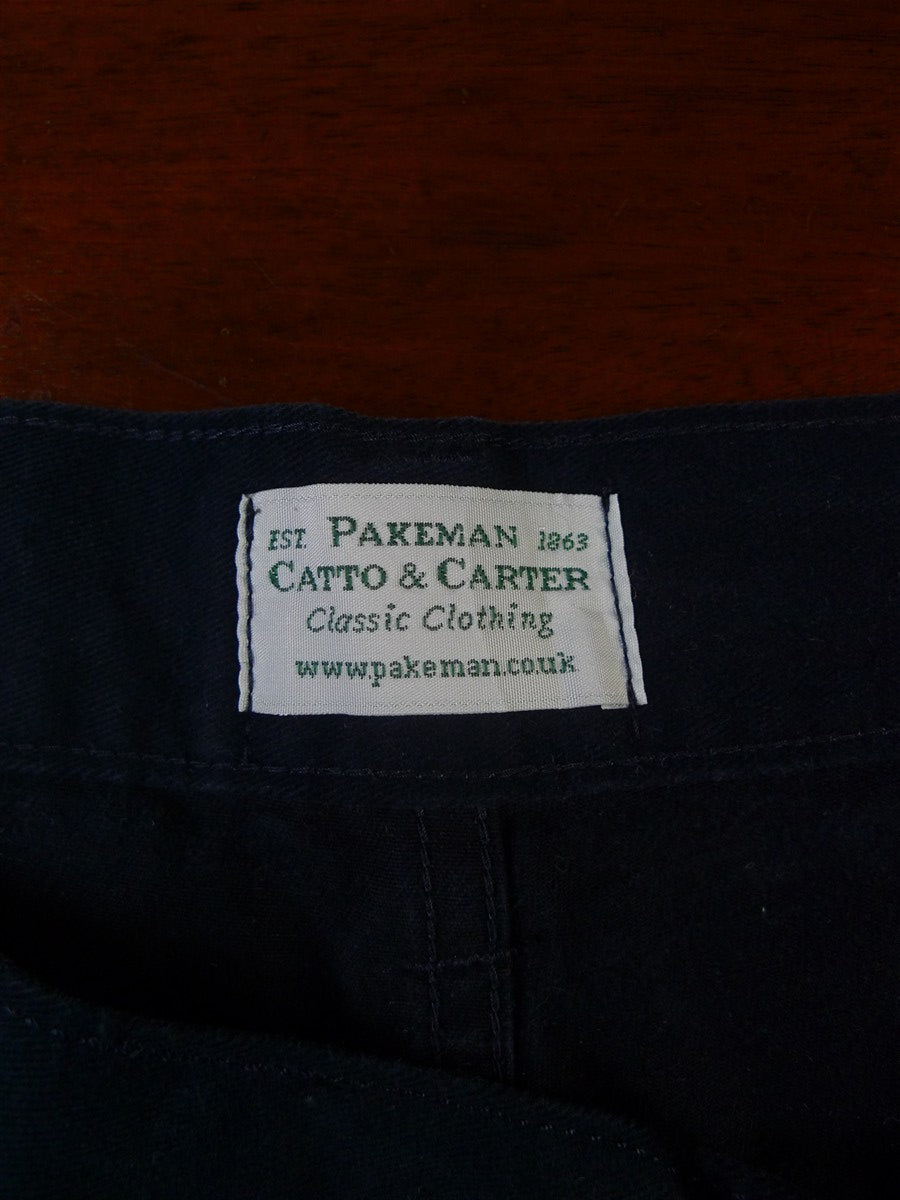 EST. PAKEMAN 1863
CATTO & CARTER
Classic Clothing
www.pakeman.co.uk